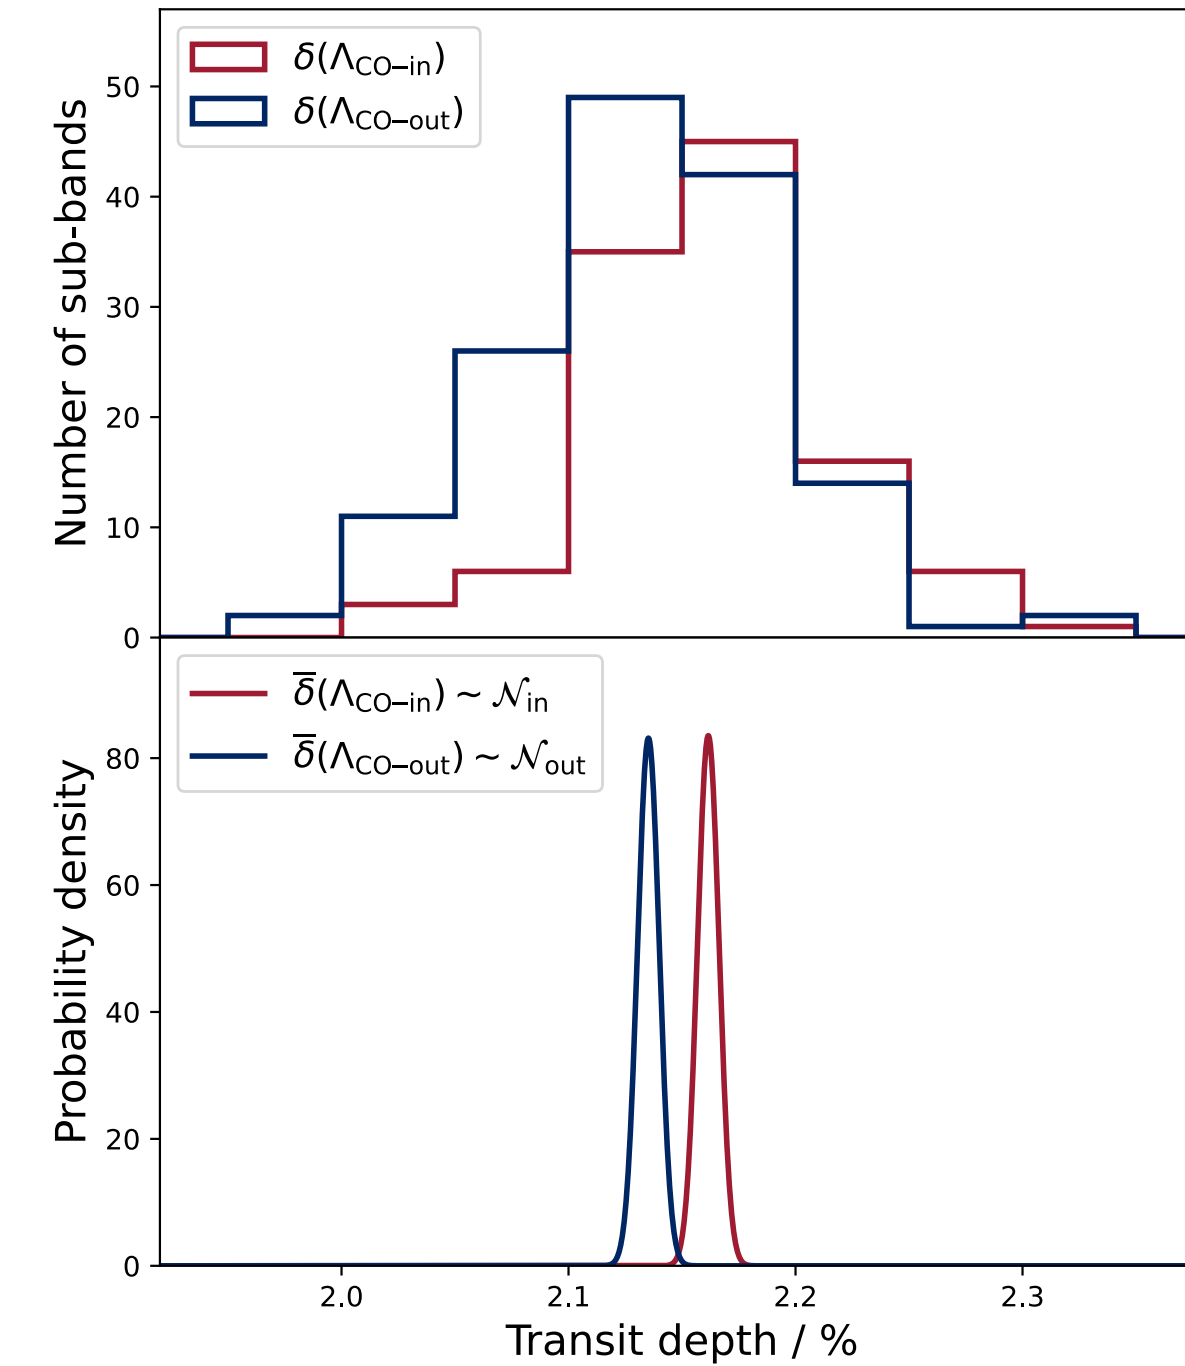 δ(Λ_CO−in)
δ(Λ_CO−out)
Number of sub-bands
50
40
30
20
10
0
δ̅(Λ_CO−in) ~ 𝒩_in
δ̅(Λ_CO−out) ~ 𝒩_out
Probability density
80
60
40
20
0
2.0 2.1 2.2 2.3
Transit depth / %